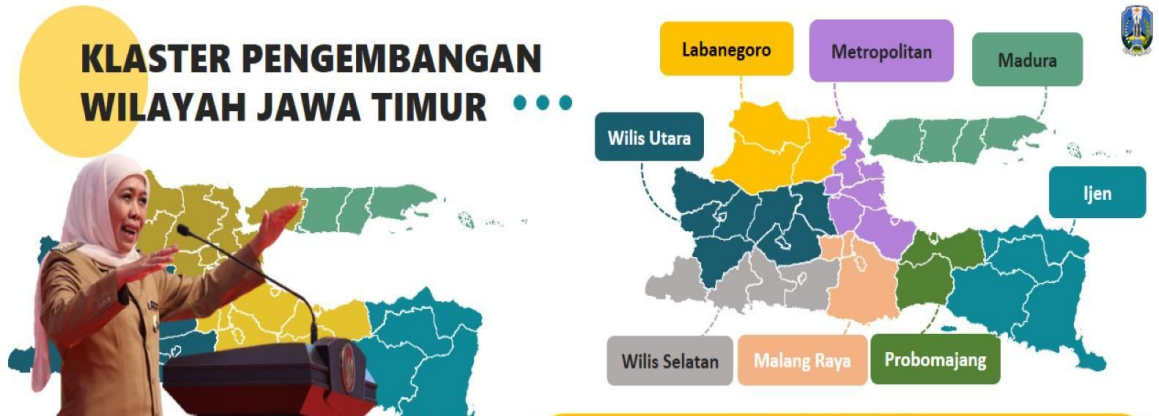 KLASTER PENGEMBANGAN
WILAYAH JAWA TIMUR
Labanegoro
Metropolitan
Madura
Wilis Utara
Ijen
Wilis Selatan
Malang Raya
Probomajang